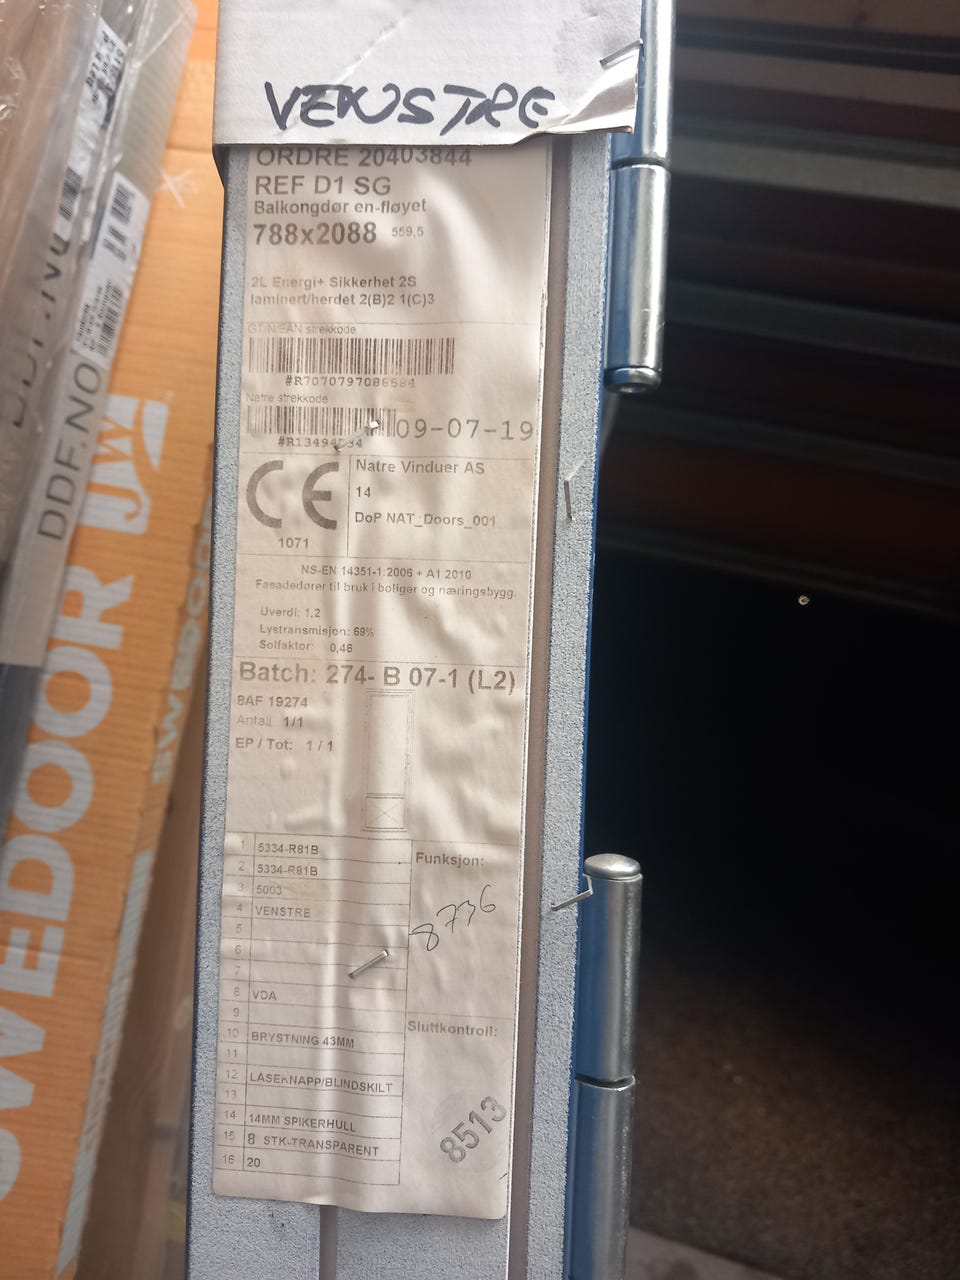 VENSTRE
ORDRE 20403844
REF D1 SG
Balkongdør en-fløyet
788x2088 559,5
2L Energi+ Sikkerhet 2S
laminert/herdet 2(B)2 1(C)3
GTIN/EAN strekkode
#R7070797088584
Natre strekkode
09-07-19
CE
1071
Natre Vinduer AS
14
DoP NAT_Doors_001
NS-EN 14351-1:2006 + A1 2010
Fasadedører til bruk i boliger og næringsbygg.
Uverdi: 1,2
Lystransmisjon: 69%
Solfaktor: 0,46
Batch: 274- B 07-1 (L2)
8AF 19274
Antall 1/1
EP / Tot: 1 / 1
1 5334-R81B
2 5334-R81B
3 5003
4 VENSTRE
5
6
7
8 VDA
9
10 BRYSTNING 43MM
11
12 LÅSEKNAPP/BLINDSKILT
13
14 14MM SPIKERHULL
15 8 STK-TRANSPARENT
16 20
Funksjon:
8736
Sluttkontroll:
8513
DDF.NO
SWEDOOR JW